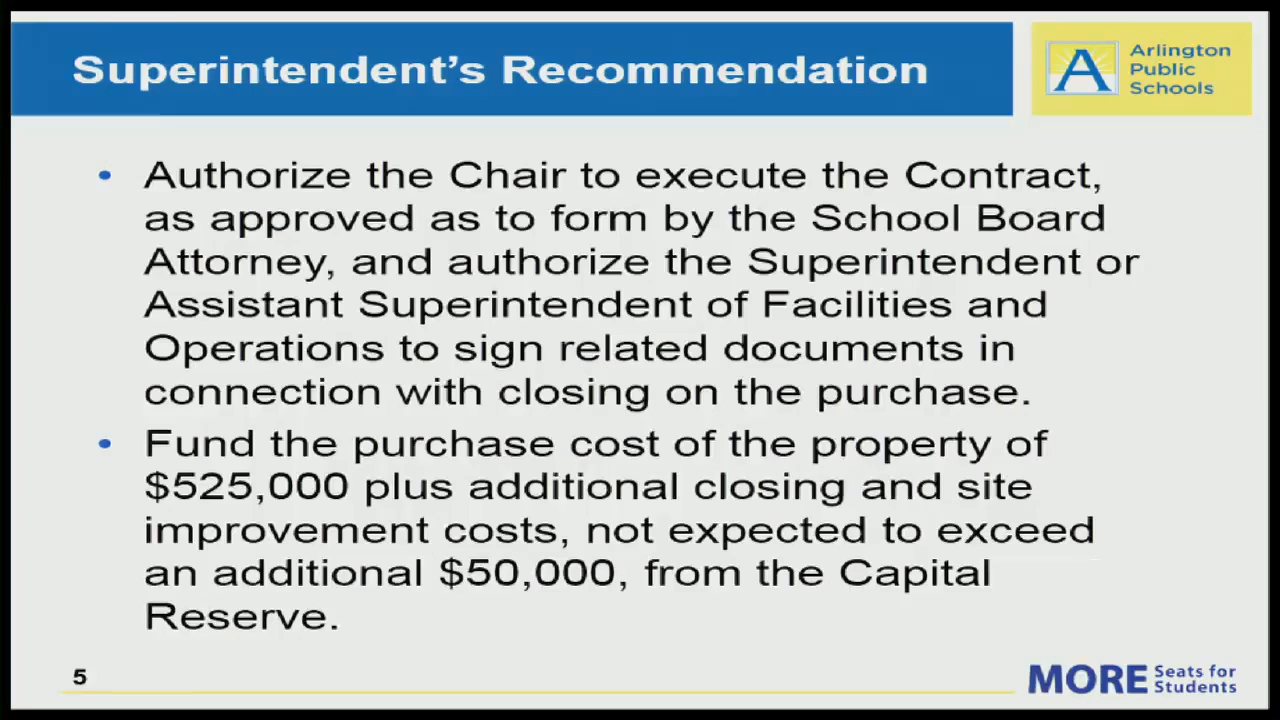 Superintendent's Recommendation
A
Arlington
Public
Schools
• Authorize the Chair to execute the Contract,
as approved as to form by the School Board
Attorney, and authorize the Superintendent or
Assistant Superintendent of Facilities and
Operations to sign related documents in
connection with closing on the purchase.
• Fund the purchase cost of the property of
$525,000 plus additional closing and site
improvement costs, not expected to exceed
an additional $50,000, from the Capital
Reserve.
5
MORE Seats for
Students